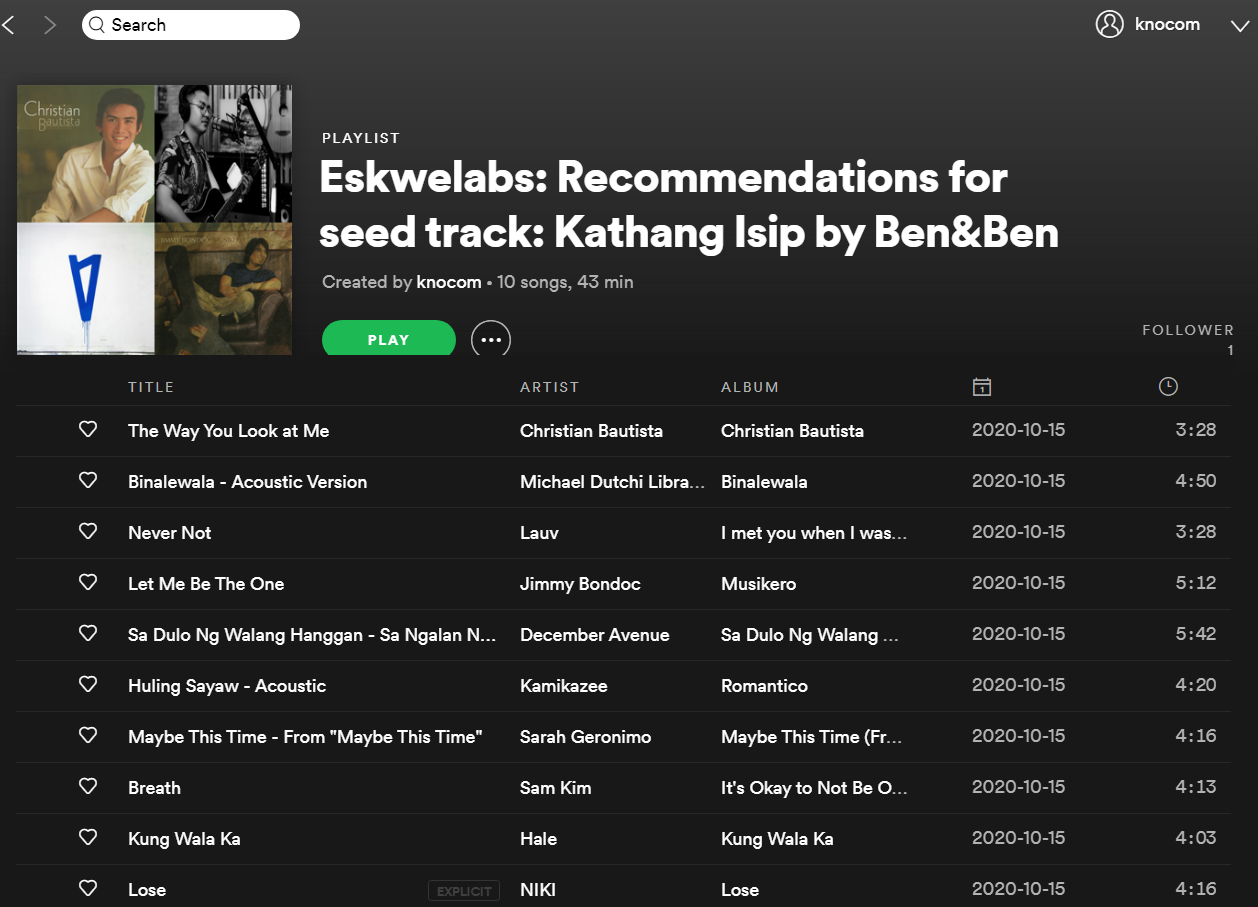 Search
knocom
Christian
Bautista
PLAYLIST
Eskwelabs: Recommendations for
seed track: Kathang Isip by Ben&Ben
Created by knocom • 10 songs, 43 min
PLAY
FOLLOWER
1
TITLE ARTIST ALBUM
The Way You Look at Me Christian Bautista Christian Bautista 2020-10-15 3:28
Binalewala - Acoustic Version Michael Dutchi Libra... Binalewala 2020-10-15 4:50
Never Not Lauv I met you when I was... 2020-10-15 3:28
Let Me Be The One Jimmy Bondoc Musikero 2020-10-15 5:12
Sa Dulo Ng Walang Hanggan - Sa Ngalan N... December Avenue Sa Dulo Ng Walang ... 2020-10-15 5:42
Huling Sayaw - Acoustic Kamikazee Romantico 2020-10-15 4:20
Maybe This Time - From "Maybe This Time" Sarah Geronimo Maybe This Time (Fr... 2020-10-15 4:16
Breath Sam Kim It's Okay to Not Be O... 2020-10-15 4:13
Kung Wala Ka Hale Kung Wala Ka 2020-10-15 4:03
Lose EXPLICIT NIKI Lose 2020-10-15 4:16